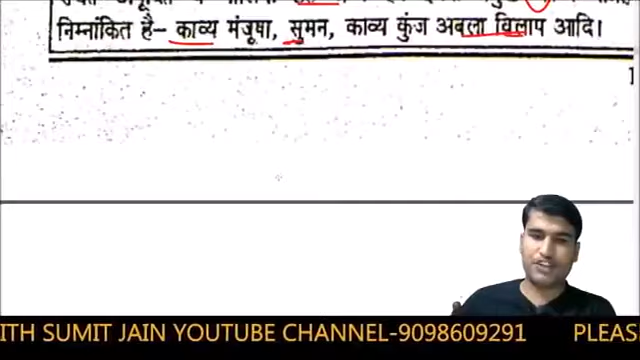 निम्नांकित है– काव्य मंजूषा, सुमन, काव्य कुंज अबला विलाप आदि।
ITH SUMIT JAIN YOUTUBE CHANNEL-9098609291 PLEAS